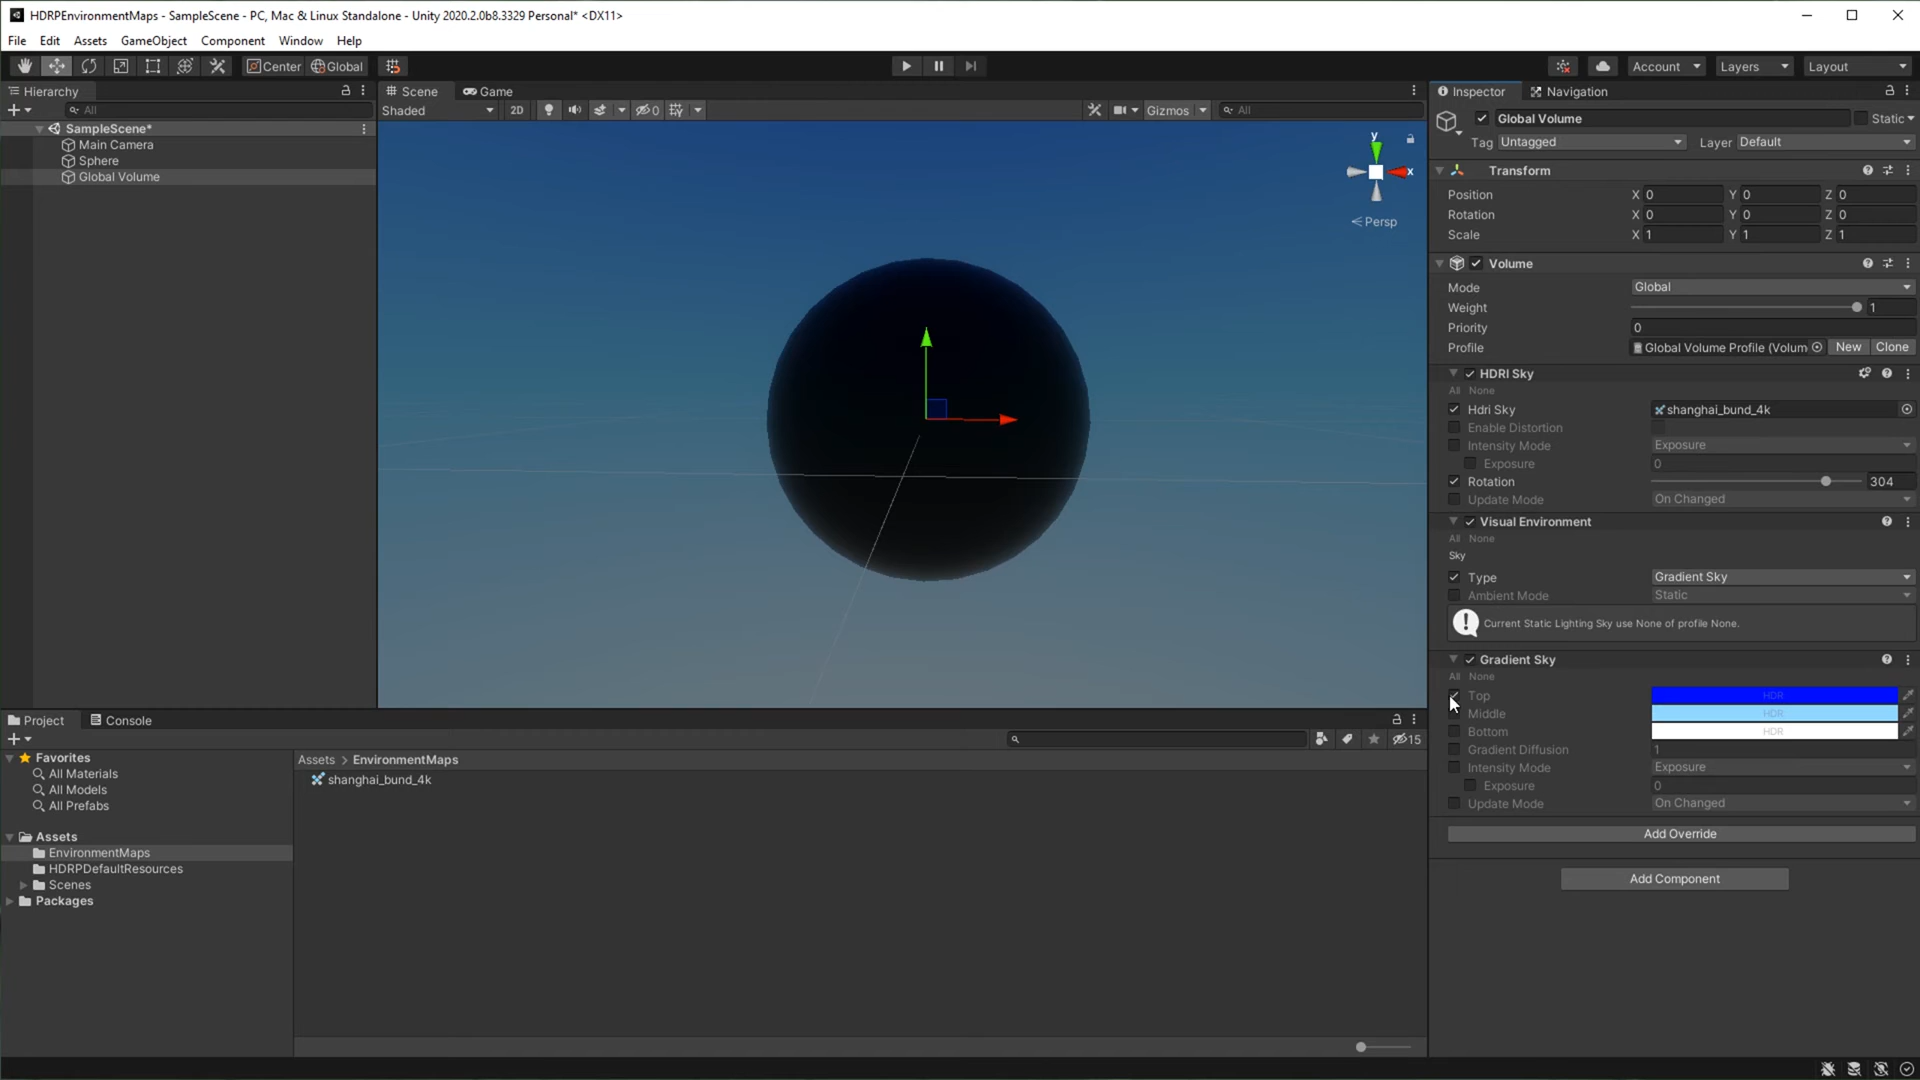 HDRPEnvironmentMaps - SampleScene - PC, Mac & Linux Standalone - Unity 2020.2.0b8.3329 Personal* <DX11>
File Edit Assets GameObject Component Window Help
Center Global Account Layers Layout
Hierarchy
All
SampleScene*
Main Camera
Sphere
Global Volume
Scene Game
Shaded 2D 0 Gizmos All
y
x
Persp
Inspector Navigation
Global Volume Static
Tag Untagged Layer Default
Transform
Position X 0 Y 0 Z 0
Rotation X 0 Y 0 Z 0
Scale X 1 Y 1 Z 1
Volume
Mode Global
Weight 1
Priority 0
Profile Global Volume Profile (Volum New Clone
HDRI Sky
All None
Hdri Sky shanghai_bund_4k
Enable Distortion
Intensity Mode Exposure
Exposure 0
Rotation 304
Update Mode On Changed
Visual Environment
All None
Sky
Type Gradient Sky
Ambient Mode Static
Current Static Lighting Sky use None of profile None.
Gradient Sky
All None
Top HDR
Middle HDR
Bottom HDR
Gradient Diffusion 1
Intensity Mode Exposure
Exposure 0
Update Mode On Changed
Add Override
Add Component
Project Console
15
Favorites
All Materials
All Models
All Prefabs
Assets
EnvironmentMaps
HDRPDefaultResources
Scenes
Packages
Assets > EnvironmentMaps
shanghai_bund_4k